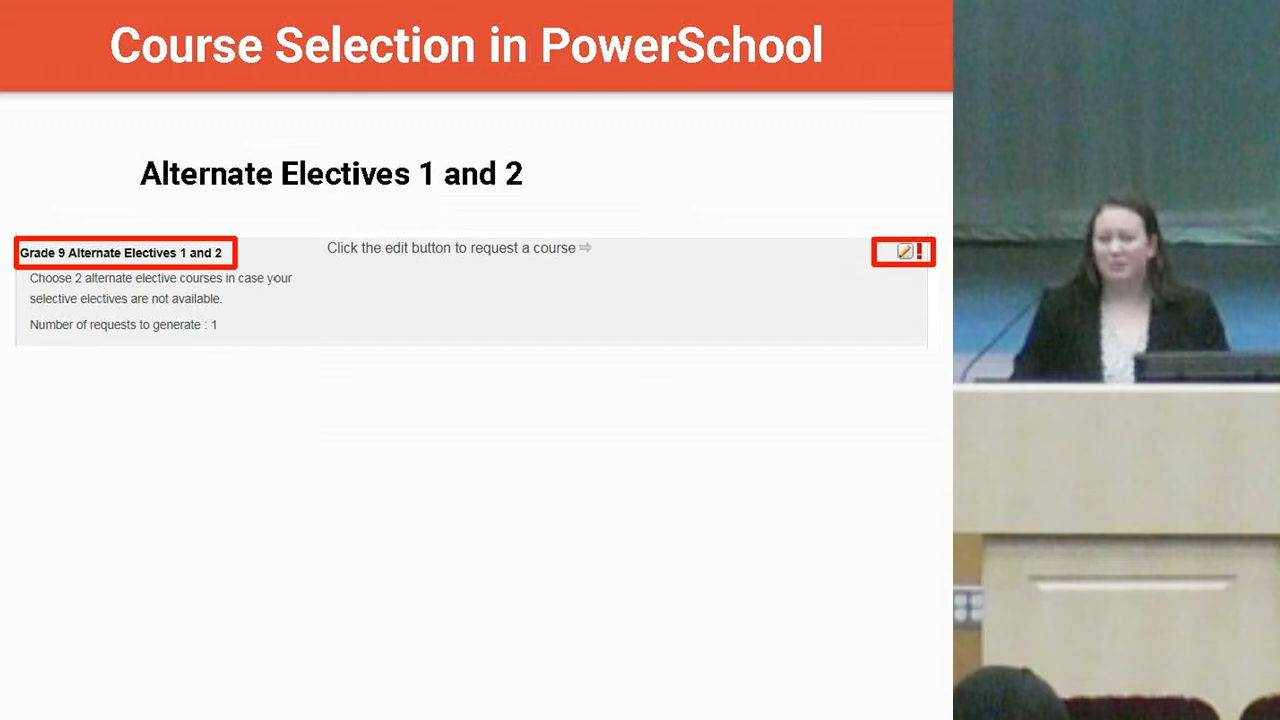 Course Selection in PowerSchool
Alternate Electives 1 and 2
Grade 9 Alternate Electives 1 and 2
Click the edit button to request a course ⇨
Choose 2 alternate elective courses in case your
selective electives are not available.
Number of requests to generate : 1